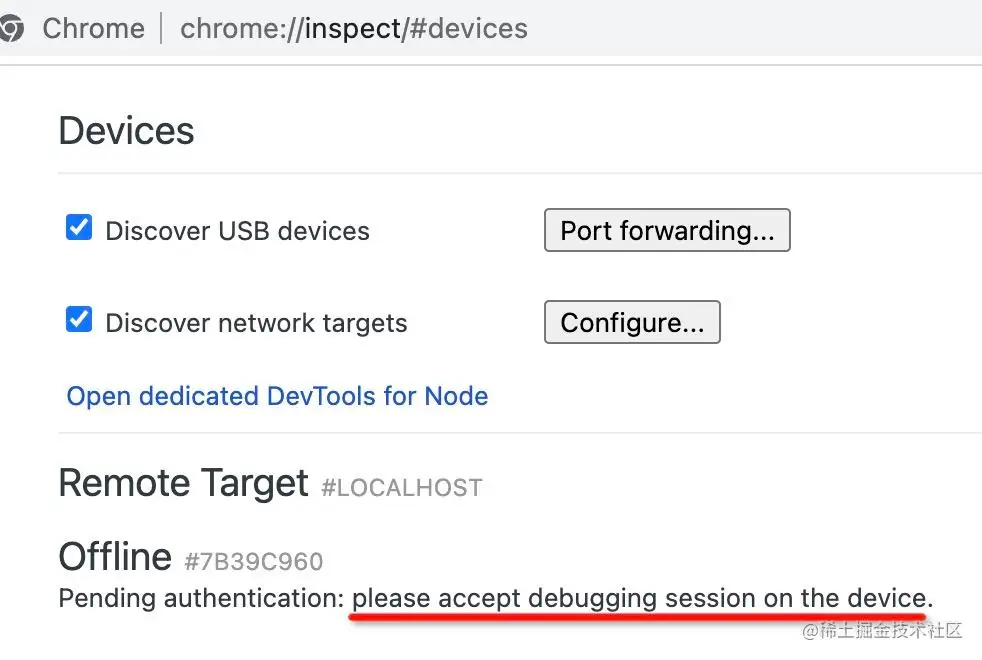 Chrome | chrome://inspect/#devices
Devices
Discover USB devices Port forwarding...
Discover network targets Configure...
Open dedicated DevTools for Node
Remote Target #LOCALHOST
Offline #7B39C960
Pending authentication: please accept debugging session on the device.
@稀土掘金技术社区